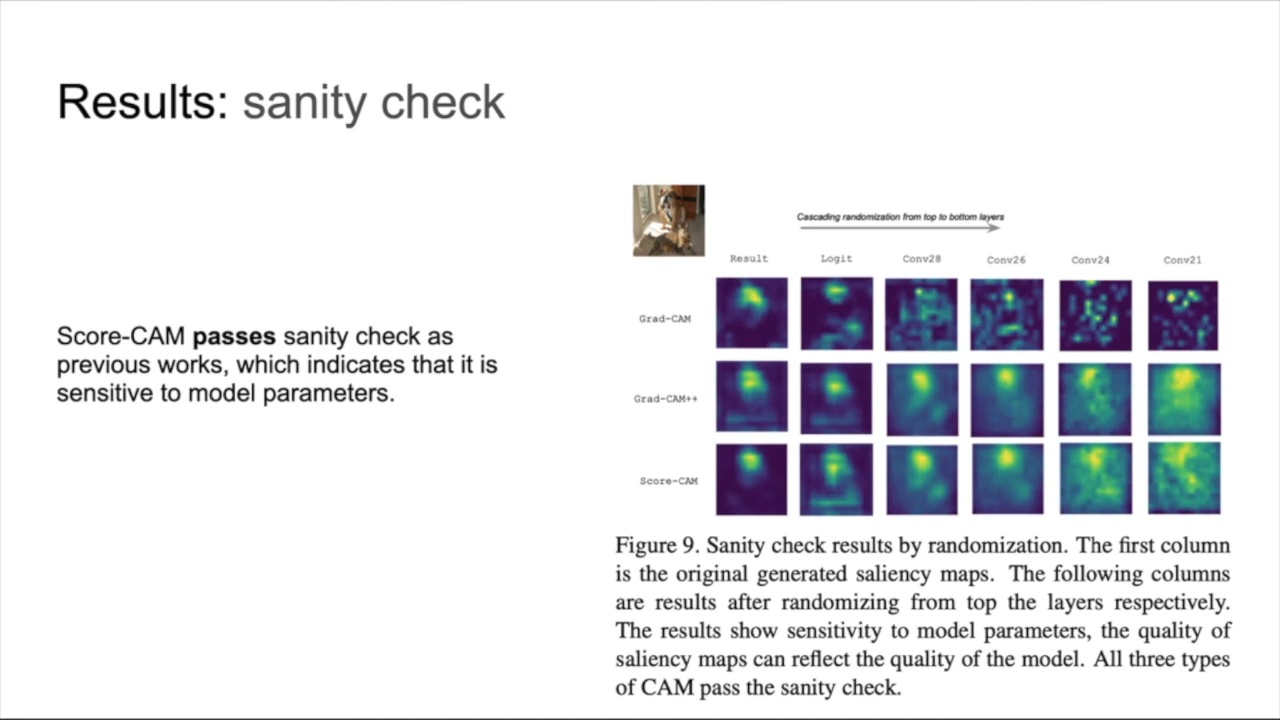 Results: sanity check
Score-CAM passes sanity check as
previous works, which indicates that it is
sensitive to model parameters.
Cascading randomization from top to bottom layers
Result Logit Conv28 Conv26 Conv24 Conv21
Grad-CAM
Grad-CAM++
Score-CAM
Figure 9. Sanity check results by randomization. The first column
is the original generated saliency maps. The following columns
are results after randomizing from top the layers respectively.
The results show sensitivity to model parameters, the quality of
saliency maps can reflect the quality of the model. All three types
of CAM pass the sanity check.